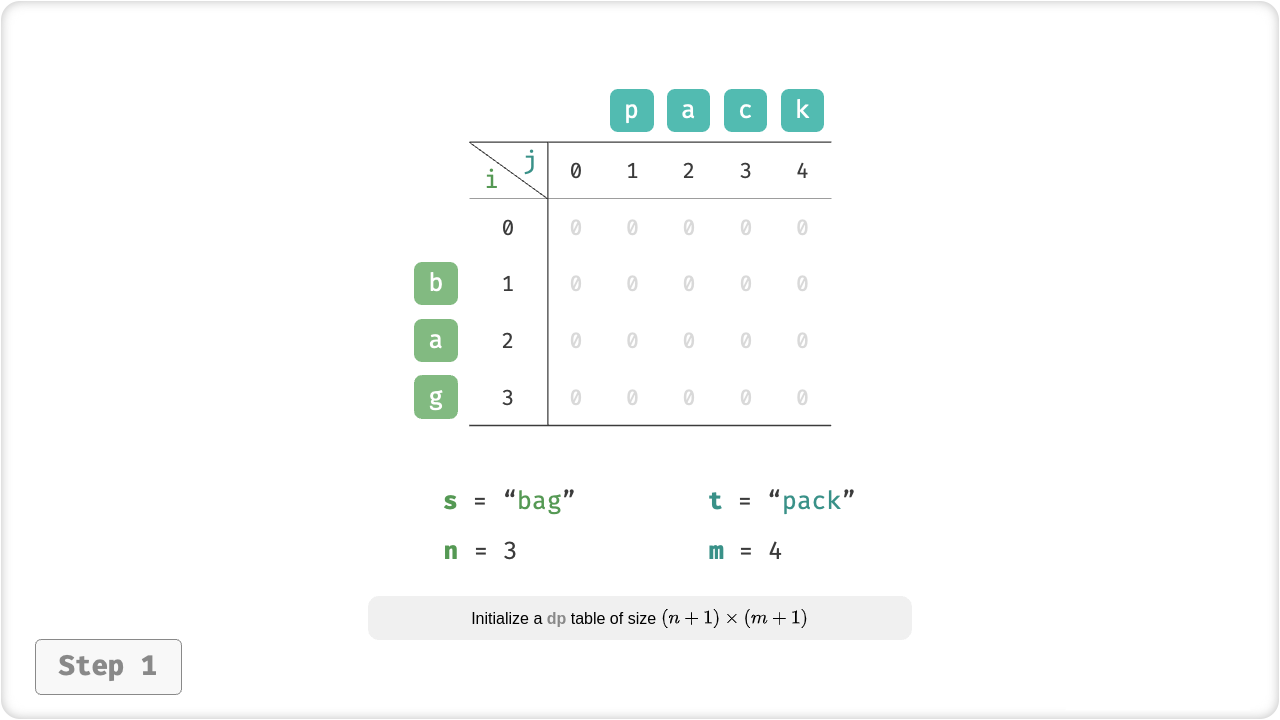 p a c k
j
i
0 1 2 3 4
0 0 0 0 0 0
b 1 0 0 0 0 0
a 2 0 0 0 0 0
g 3 0 0 0 0 0
s = “bag” t = “pack”
n = 3 m = 4
Initialize a dp table of size (n + 1) × (m + 1)
Step 1